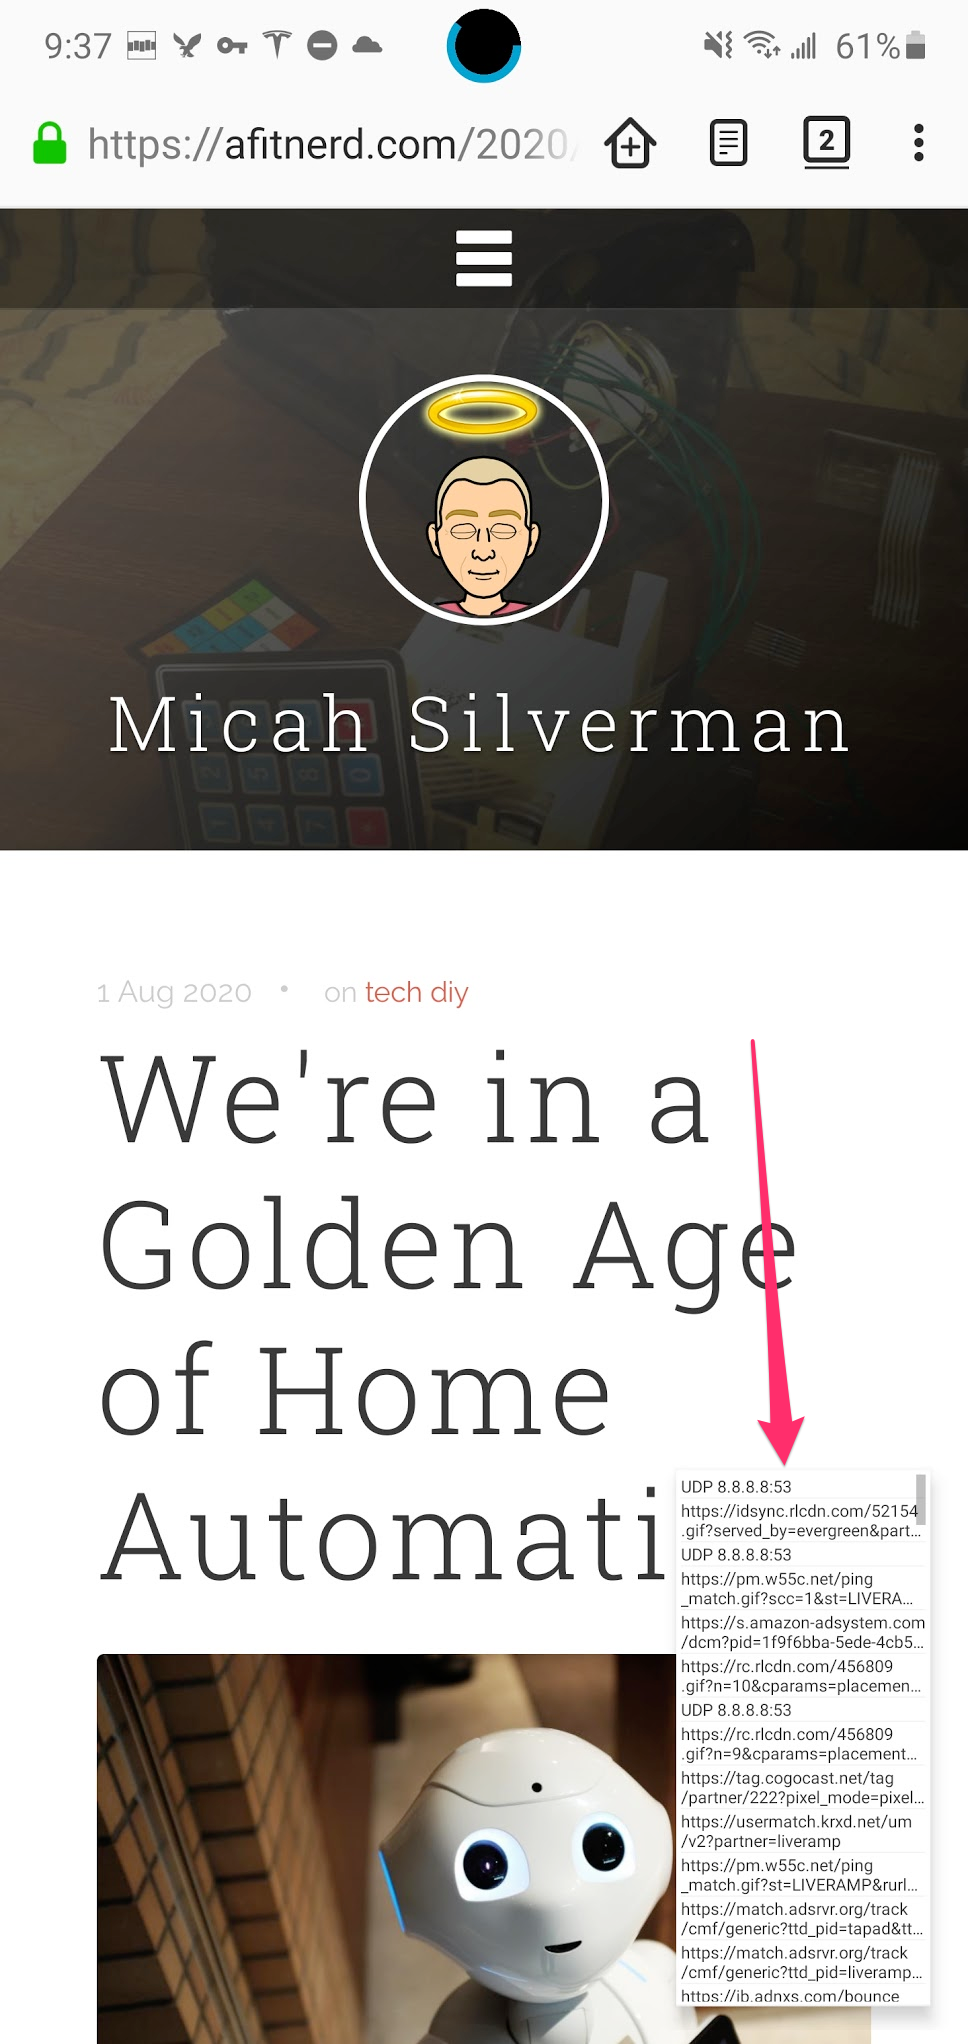 9:37
61%
https://afitnerd.com/2020/
2
Micah Silverman
1 Aug 2020 • on tech diy
We're in a
Golden Age
of Home
Automati
UDP 8.8.8.8:53
https://idsync.rlcdn.com/52154
.gif?served_by=evergreen&part...
UDP 8.8.8.8:53
https://pm.w55c.net/ping
_match.gif?scc=1&st=LIVERA...
https://s.amazon-adsystem.com
/dcm?pid=1f9f6bba-5ede-4cb5...
https://rc.rlcdn.com/456809
.gif?n=10&cparams=placemen...
UDP 8.8.8.8:53
https://rc.rlcdn.com/456809
.gif?n=9&cparams=placement...
https://tag.cogocast.net/tag
/partner/222?pixel_mode=pixel...
https://usermatch.krxd.net/um
/v2?partner=liveramp
https://pm.w55c.net/ping
_match.gif?st=LIVERAMP&rurl...
https://match.adsrvr.org/track
/cmf/generic?ttd_pid=tapad&tt...
https://match.adsrvr.org/track
/cmf/generic?ttd_pid=liveramp...
https://ib.adnxs.com/bounce